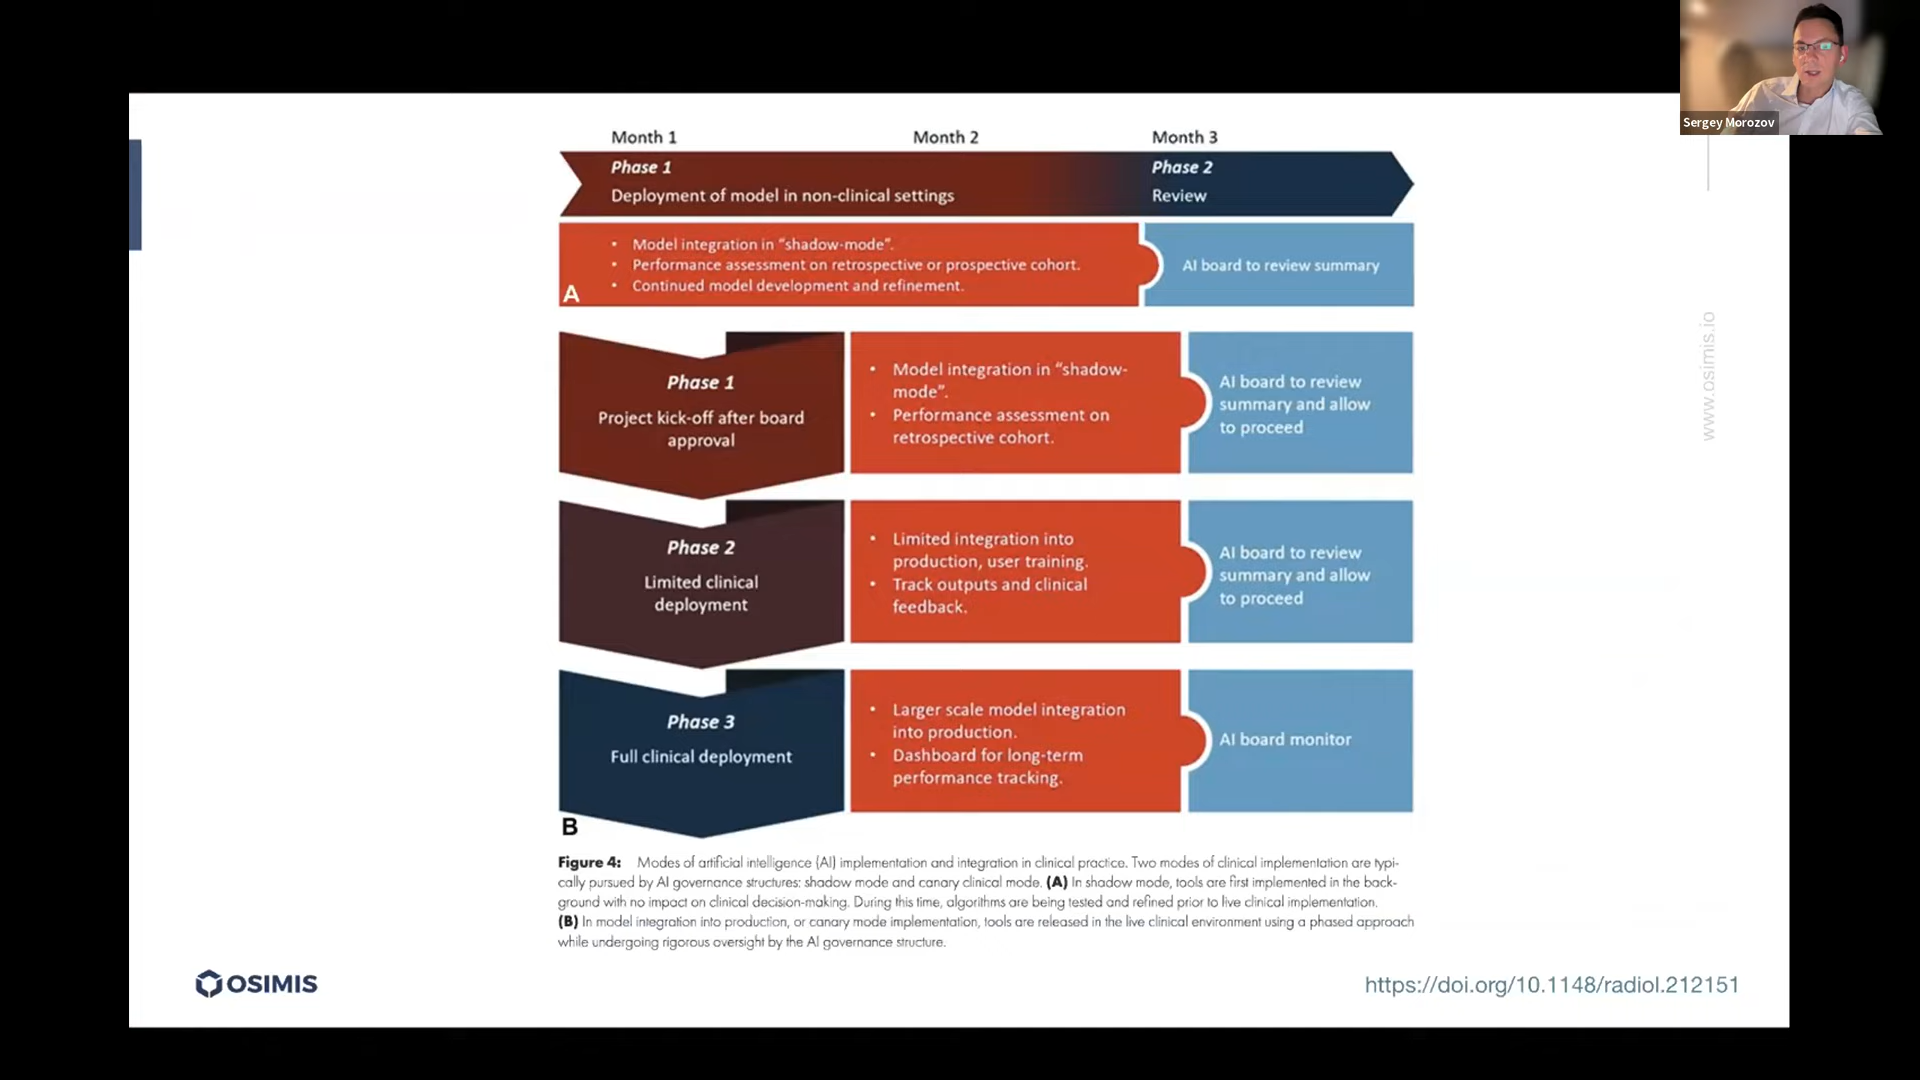 Sergey Morozov
Month 1
Month 2
Month 3
Phase 1
Deployment of model in non-clinical settings
Phase 2
Review
• Model integration in “shadow-mode”.
• Performance assessment on retrospective or prospective cohort.
• Continued model development and refinement.
A
AI board to review summary
Phase 1
Project kick-off after board
approval
• Model integration in “shadow-
mode”.
• Performance assessment on
retrospective cohort.
AI board to review
summary and allow
to proceed
Phase 2
Limited clinical
deployment
• Limited integration into
production, user training.
• Track outputs and clinical
feedback.
AI board to review
summary and allow
to proceed
Phase 3
Full clinical deployment
• Larger scale model integration
into production.
• Dashboard for long-term
performance tracking.
AI board monitor
B
Figure 4: Modes of artificial intelligence (AI) implementation and integration in clinical practice. Two modes of clinical implementation are typi-
cally pursued by AI governance structures: shadow mode and canary clinical mode. (A) In shadow mode, tools are first implemented in the back-
ground with no impact on clinical decision-making. During this time, algorithms are being tested and refined prior to live clinical implementation.
(B) In model integration into production, or canary mode implementation, tools are released in the live clinical environment using a phased approach
while undergoing rigorous oversight by the AI governance structure.
www.osimis.io
OSIMIS
https://doi.org/10.1148/radiol.212151